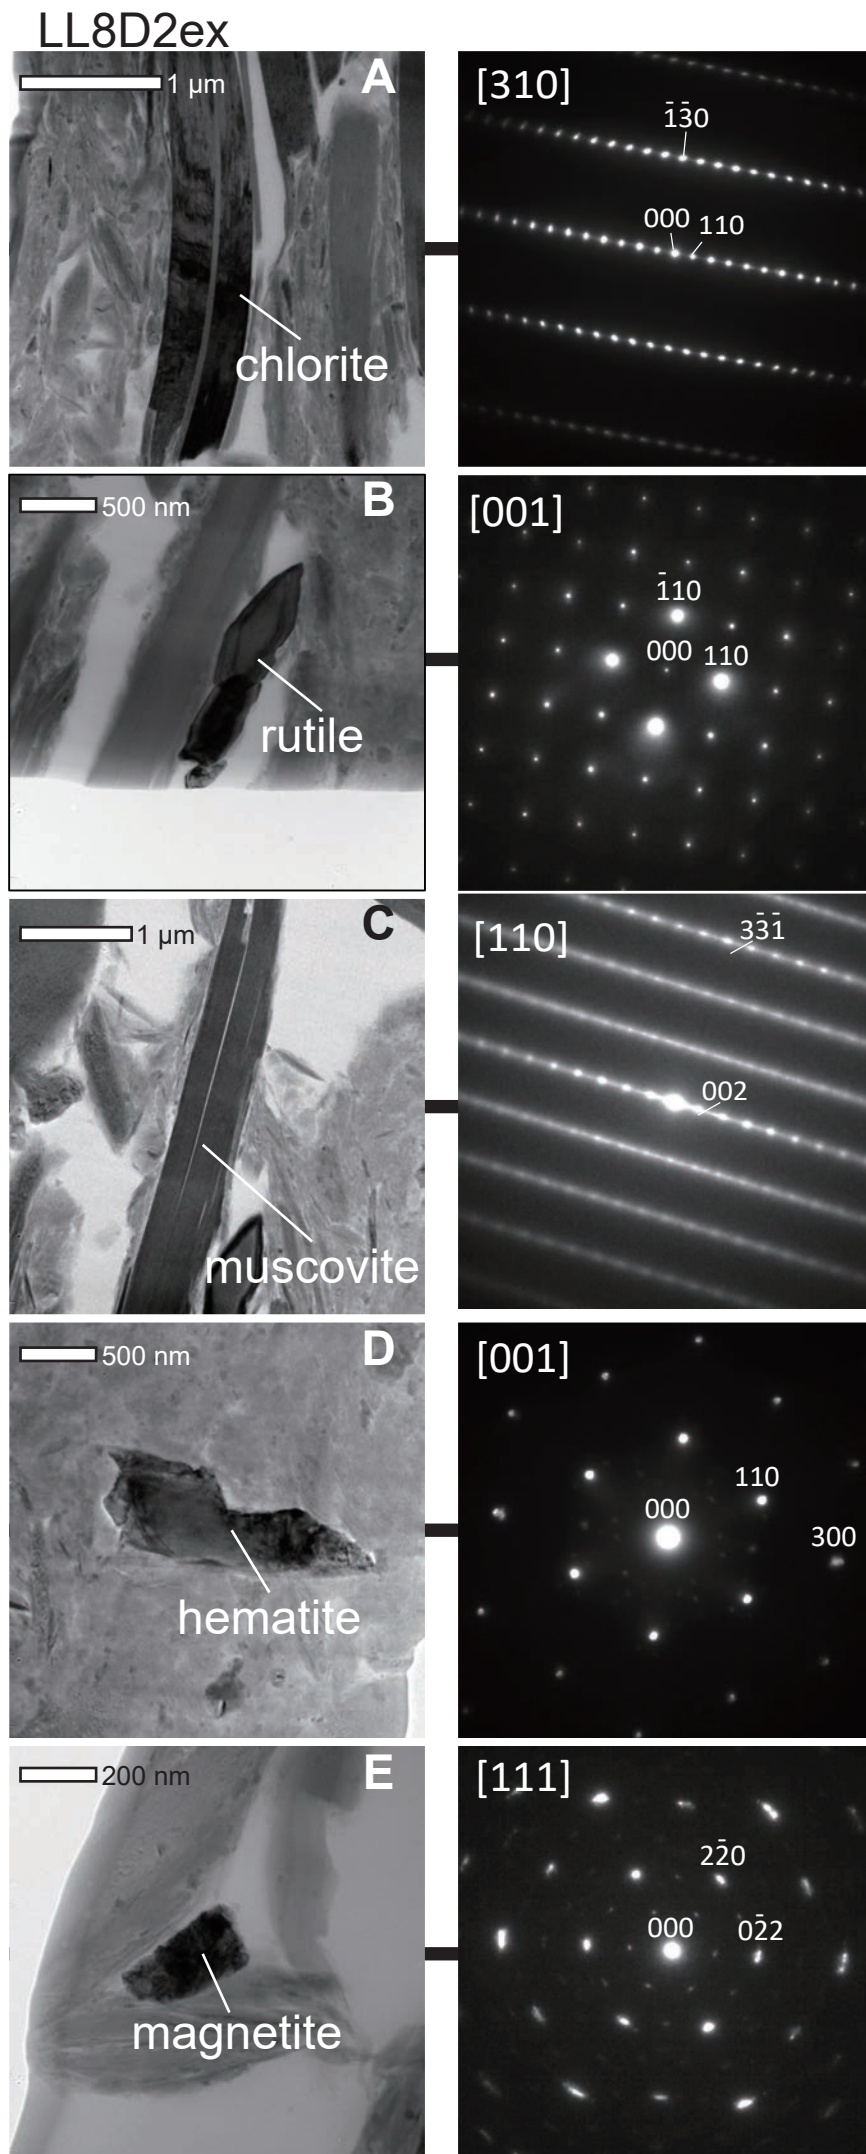 LL8D2ex
1 µm
A
chlorite
[310]
1̄3̄0
000
110
500 nm
B
rutile
[001]
1̄10
000
110
1 µm
C
muscovite
[110]
33̄1̄
002
500 nm
D
hematite
[001]
110
000
300
200 nm
E
magnetite
[111]
22̄0
000
02̄2